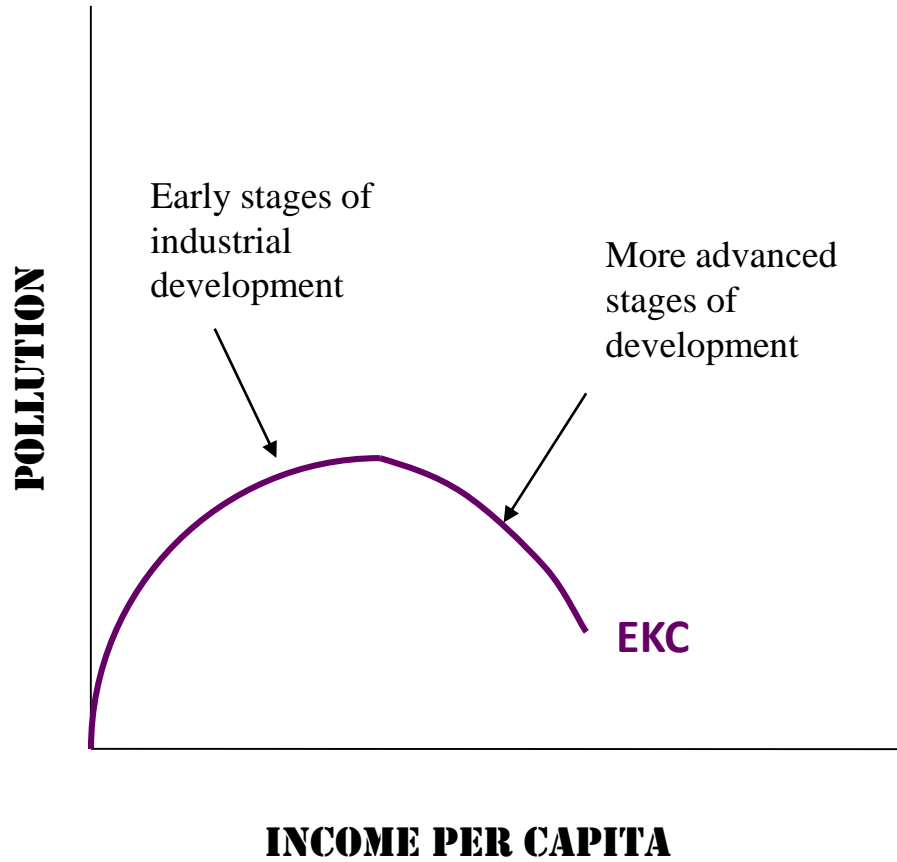 Early stages of
industrial
development
More advanced
stages of
development
POLLUTION
EKC
INCOME PER CAPITA